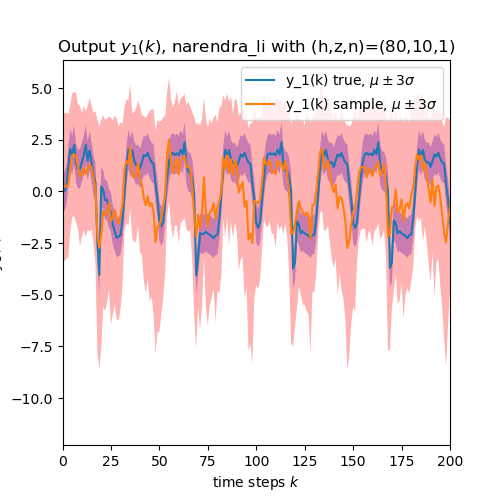 Output y₁(k), narendra_li with (h,z,n)=(80,10,1)
y_1(k) true, μ ± 3σ
y_1(k) sample, μ ± 3σ
5.0
2.5
0.0
−2.5
−5.0
−7.5
−10.0
0 25 50 75 100 125 150 175 200
time steps k